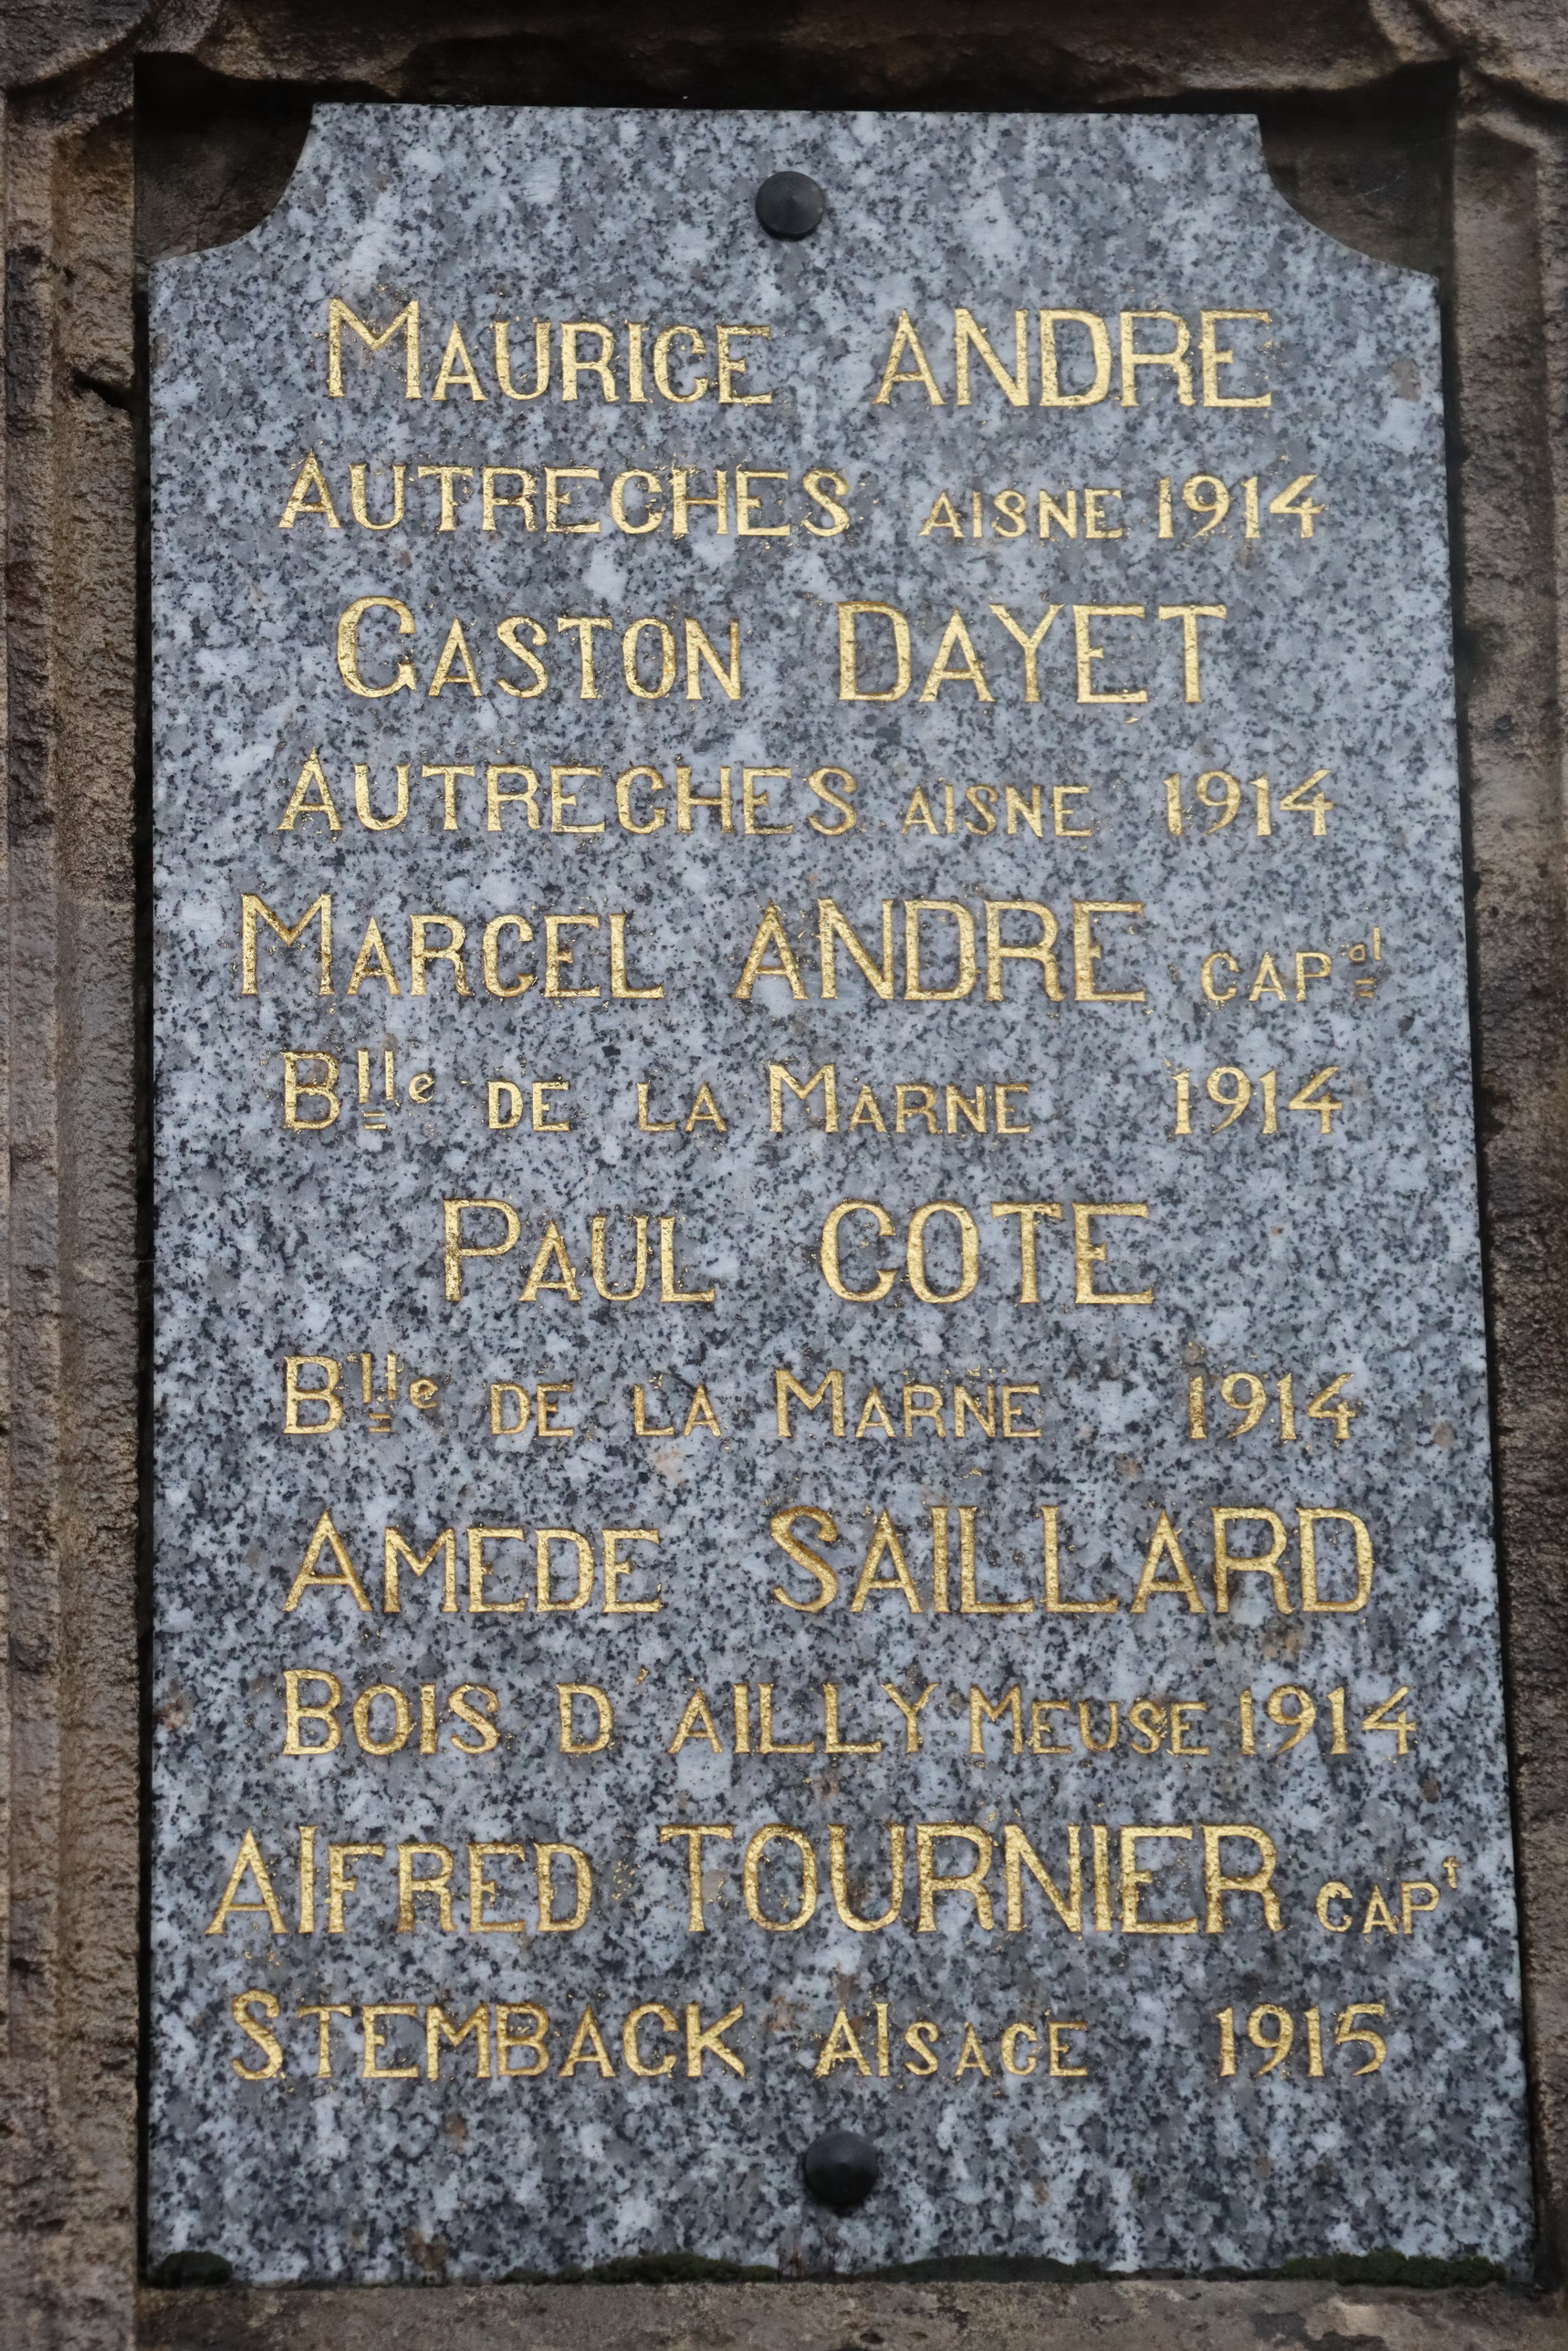 MAURICE ANDRE
AUTRECHES AISNE 1914
GASTON DAYET
AUTRECHES AISNE 1914
MARCEL ANDRE CAPal
Blle DE LA MARNE 1914
PAUL COTE
Blle DE LA MARNE 1914
AMEDE SAILLARD
BOIS D'AILLY MEUSE 1914
AlFRED TOURNIER CAPt
STEMBACK AlSACE 1915